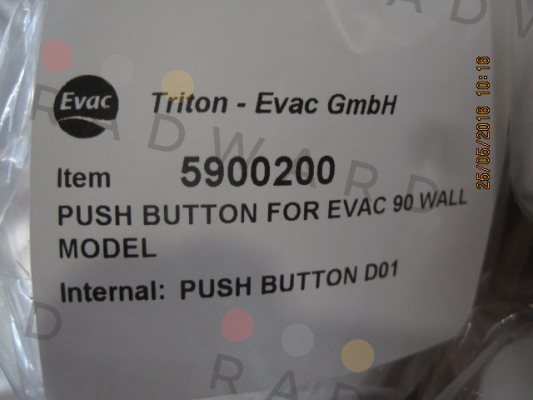 Evac
Triton - Evac GmbH
Item 5900200
PUSH BUTTON FOR EVAC 90 WALL
MODEL
Internal: PUSH BUTTON D01
25/05/2016 10:16
RADWARD
RADWARD